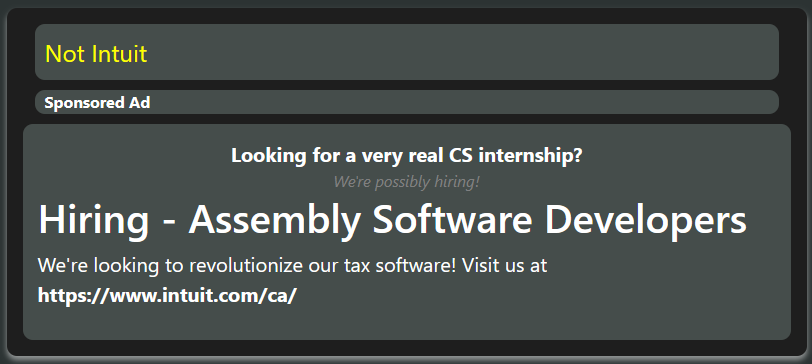 Not Intuit
Sponsored Ad
Looking for a very real CS internship?
We're possibly hiring!
Hiring - Assembly Software Developers
We're looking to revolutionize our tax software! Visit us at
https://www.intuit.com/ca/